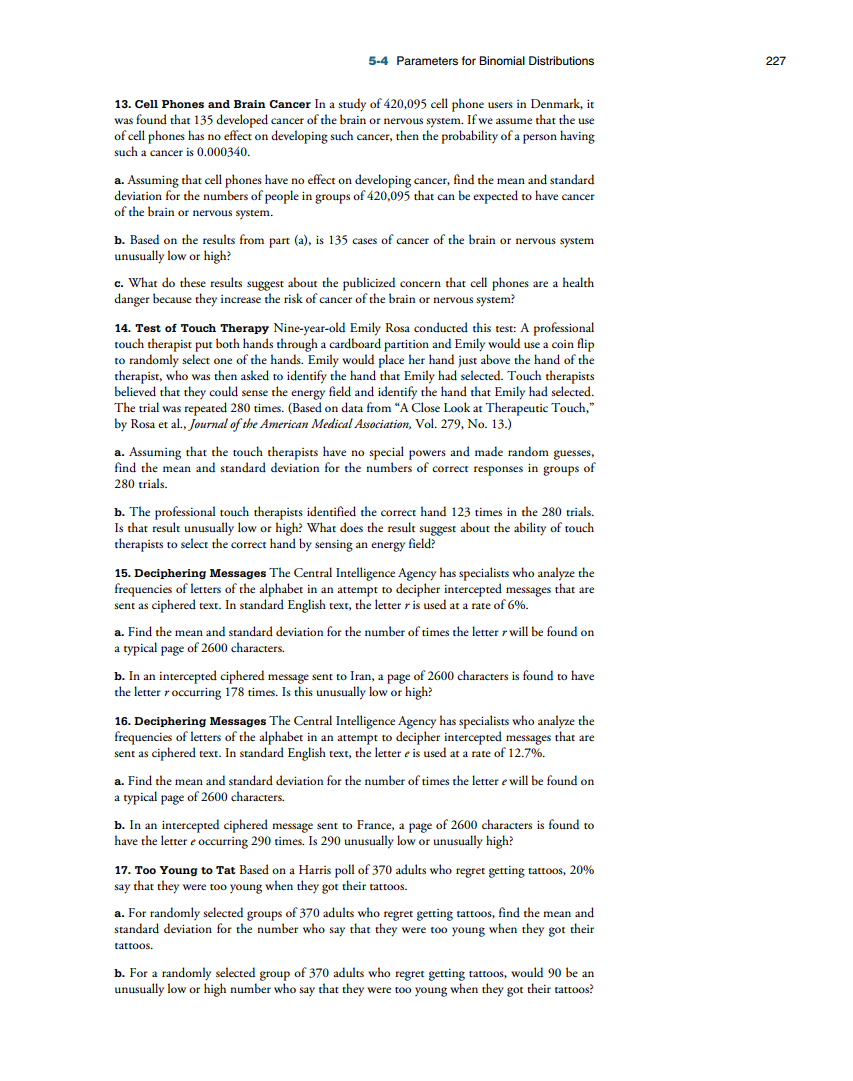 5-4 Parameters for Binomial Distributions 227
13. Cell Phones and Brain Cancer In a study of 420,095 cell phone users in Denmark, it
was found that 135 developed cancer of the brain or nervous system. If we assume that the use
of cell phones has no effect on developing such cancer, then the probability of a person having
such a cancer is 0.000340.
a. Assuming that cell phones have no effect on developing cancer, find the mean and standard
deviation for the numbers of people in groups of 420,095 that can be expected to have cancer
of the brain or nervous system.
b. Based on the results from part (a), is 135 cases of cancer of the brain or nervous system
unusually low or high?
c. What do these results suggest about the publicized concern that cell phones are a health
danger because they increase the risk of cancer of the brain or nervous system?
14. Test of Touch Therapy Nine-year-old Emily Rosa conducted this test: A professional
touch therapist put both hands through a cardboard partition and Emily would use a coin flip
to randomly select one of the hands. Emily would place her hand just above the hand of the
therapist, who was then asked to identify the hand that Emily had selected. Touch therapists
believed that they could sense the energy field and identify the hand that Emily had selected.
The trial was repeated 280 times. (Based on data from “A Close Look at Therapeutic Touch,”
by Rosa et al., Journal of the American Medical Association, Vol. 279, No. 13.)
a. Assuming that the touch therapists have no special powers and made random guesses,
find the mean and standard deviation for the numbers of correct responses in groups of
280 trials.
b. The professional touch therapists identified the correct hand 123 times in the 280 trials.
Is that result unusually low or high? What does the result suggest about the ability of touch
therapists to select the correct hand by sensing an energy field?
15. Deciphering Messages The Central Intelligence Agency has specialists who analyze the
frequencies of letters of the alphabet in an attempt to decipher intercepted messages that are
sent as ciphered text. In standard English text, the letter r is used at a rate of 6%.
a. Find the mean and standard deviation for the number of times the letter r will be found on
a typical page of 2600 characters.
b. In an intercepted ciphered message sent to Iran, a page of 2600 characters is found to have
the letter r occurring 178 times. Is this unusually low or high?
16. Deciphering Messages The Central Intelligence Agency has specialists who analyze the
frequencies of letters of the alphabet in an attempt to decipher intercepted messages that are
sent as ciphered text. In standard English text, the letter e is used at a rate of 12.7%.
a. Find the mean and standard deviation for the number of times the letter e will be found on
a typical page of 2600 characters.
b. In an intercepted ciphered message sent to France, a page of 2600 characters is found to
have the letter e occurring 290 times. Is 290 unusually low or unusually high?
17. Too Young to Tat Based on a Harris poll of 370 adults who regret getting tattoos, 20%
say that they were too young when they got their tattoos.
a. For randomly selected groups of 370 adults who regret getting tattoos, find the mean and
standard deviation for the number who say that they were too young when they got their
tattoos.
b. For a randomly selected group of 370 adults who regret getting tattoos, would 90 be an
unusually low or high number who say that they were too young when they got their tattoos?